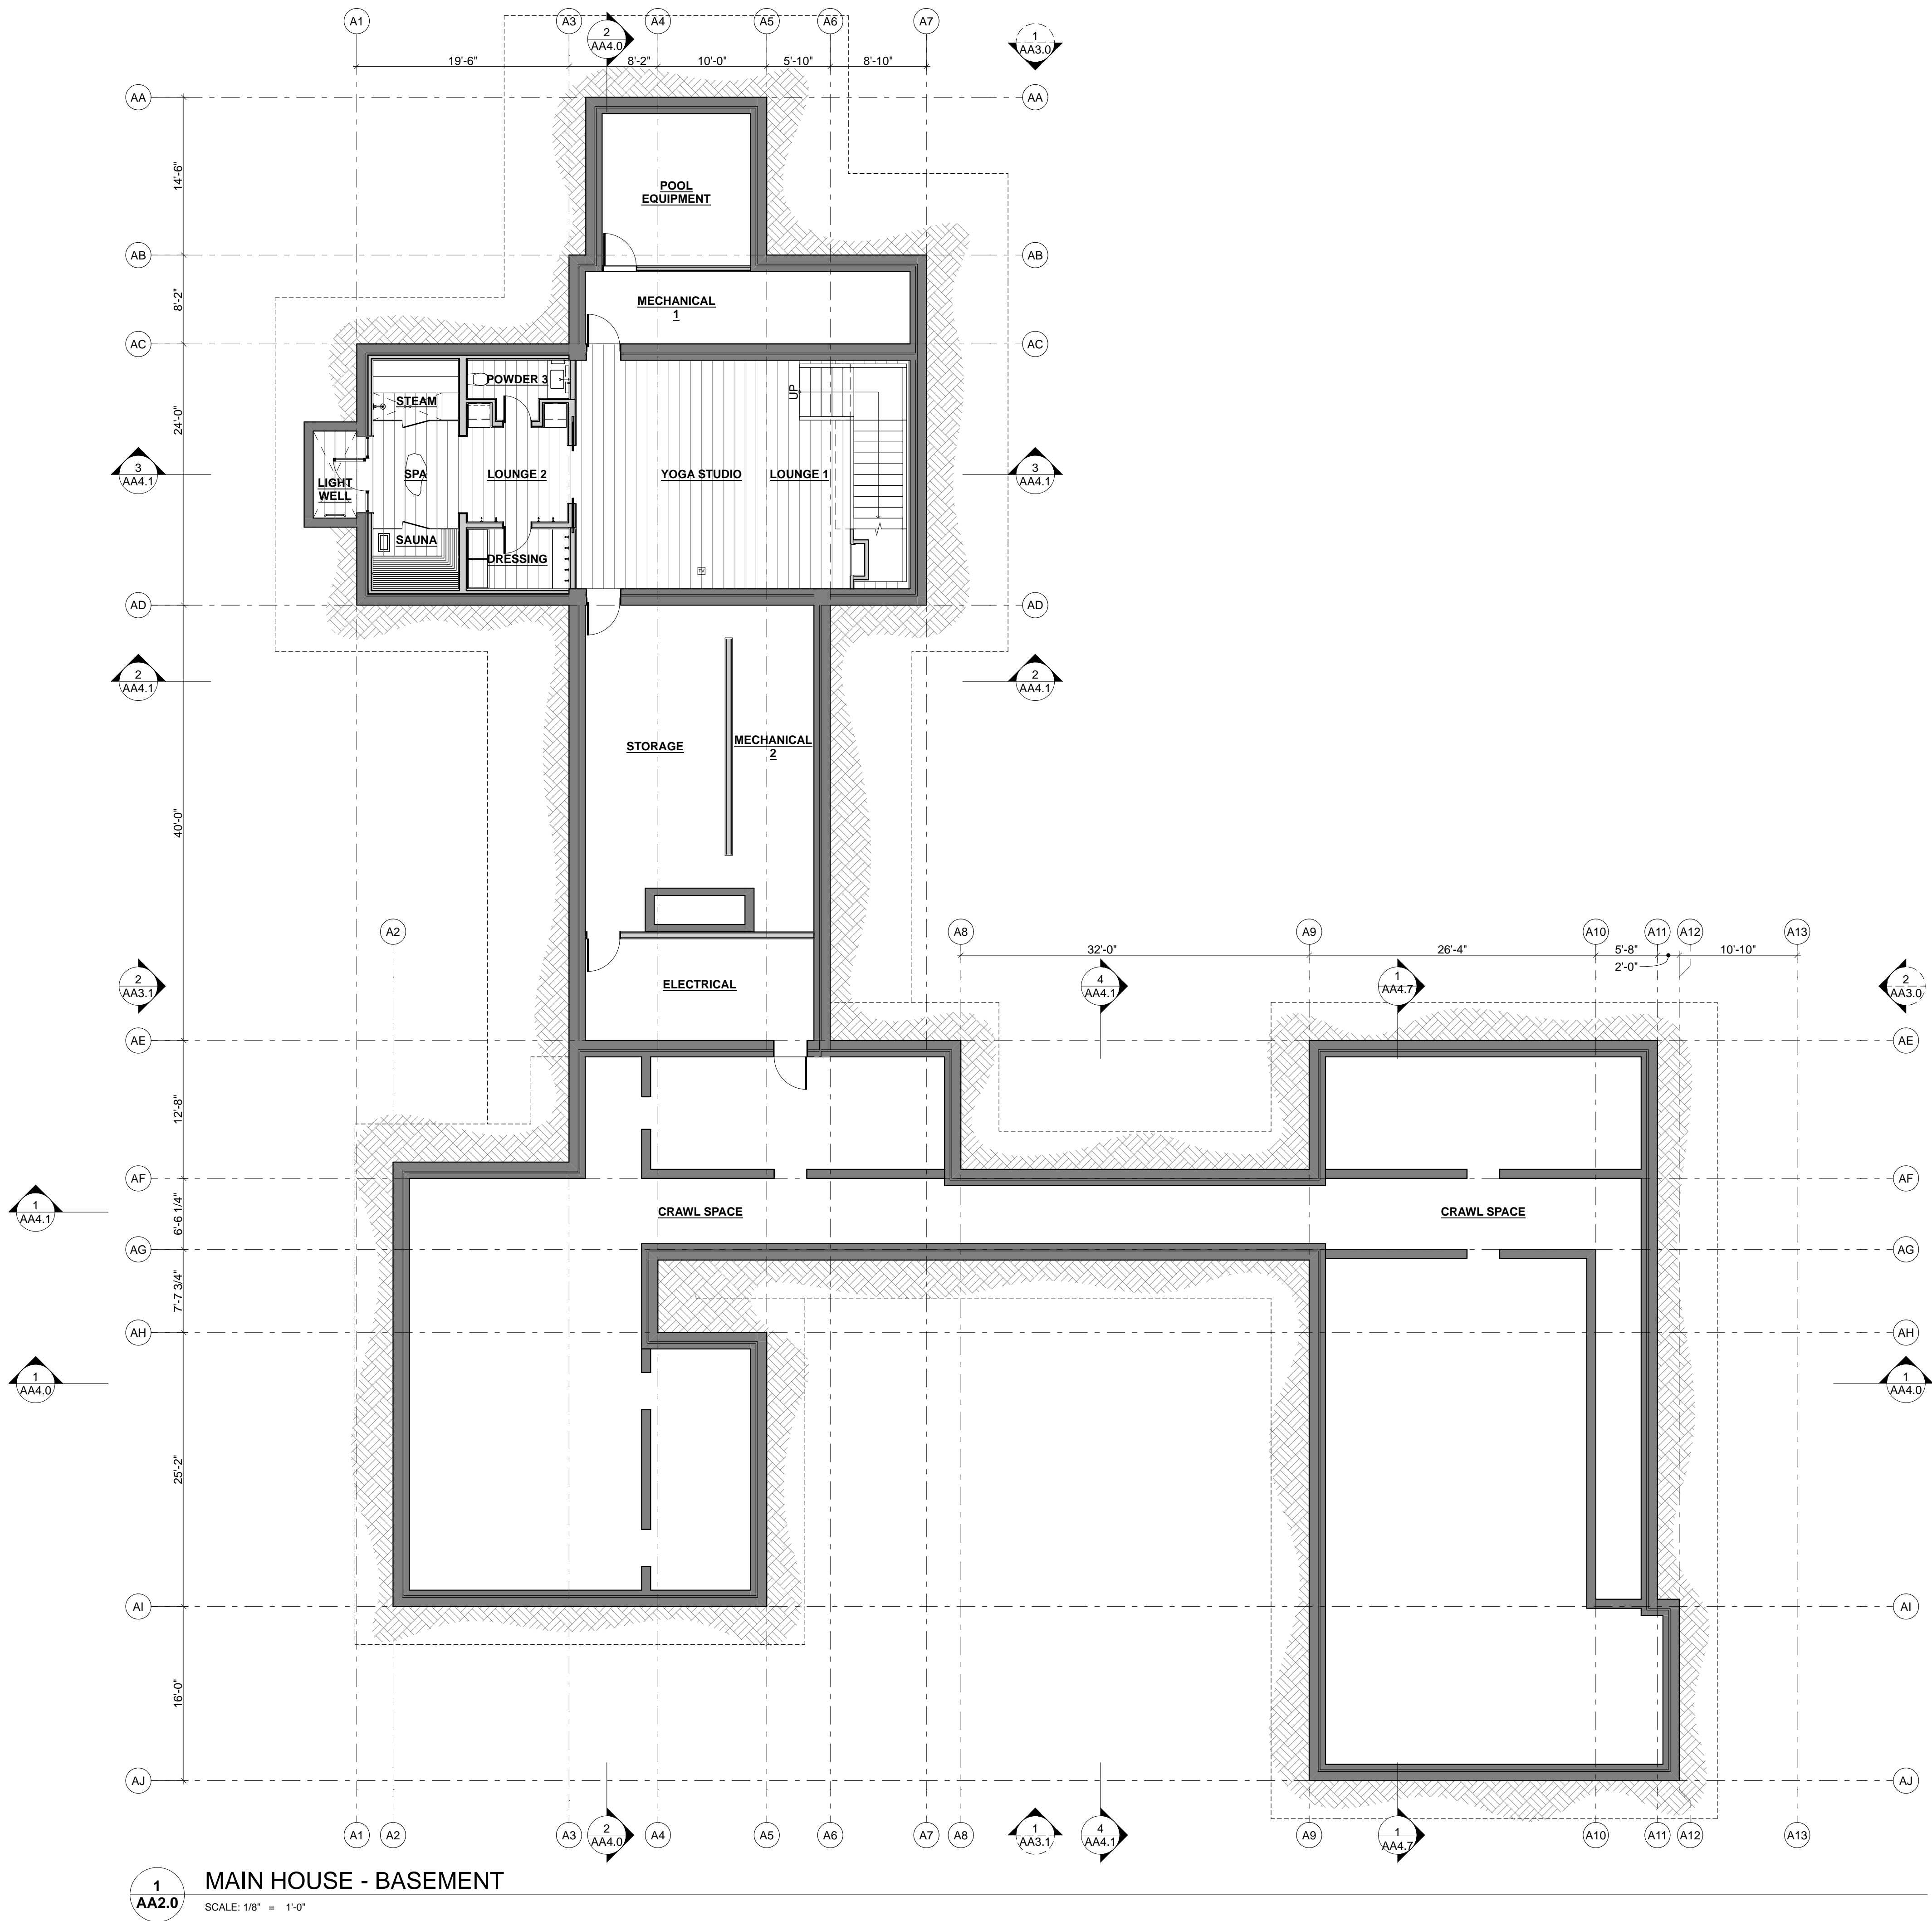 A1 A3 A4 A5 A6 A7
2
AA4.0
1
AA3.0
19'-6" 8'-2" 10'-0" 5'-10" 8'-10"
AA AA
14'-6"
POOL
EQUIPMENT
AB AB
8'-2"
MECHANICAL
1
AC AC
24'-0"
POWDER 3
UP
STEAM
3
AA4.1
SPA
LOUNGE 2
YOGA STUDIO
LOUNGE 1
3
AA4.1
LIGHT
WELL
SAUNA
DRESSING
TV
AD AD
2
AA4.1
2
AA4.1
STORAGE
MECHANICAL
2
40'-0"
A2 A8 A9 A10 A11 A12 A13
32'-0" 26'-4" 5'-8" 10'-10"
2'-0"
2
AA3.1
ELECTRICAL
4
AA4.1
1
AA4.7
2
AA3.0
AE AE
12'-8"
AF AF
1
AA4.1
6'-6 1/4"
CRAWL SPACE
CRAWL SPACE
AG AG
7'-7 3/4"
AH AH
1
AA4.0
1
AA4.0
25'-2"
AI AI
16'-0"
AJ AJ
A1 A2 A3 A4 A5 A6 A7 A8 A9 A10 A11 A12 A13
2
AA4.0
1
AA3.1
4
AA4.1
1
AA4.7
1
AA2.0
MAIN HOUSE - BASEMENT
SCALE: 1/8" = 1'-0"